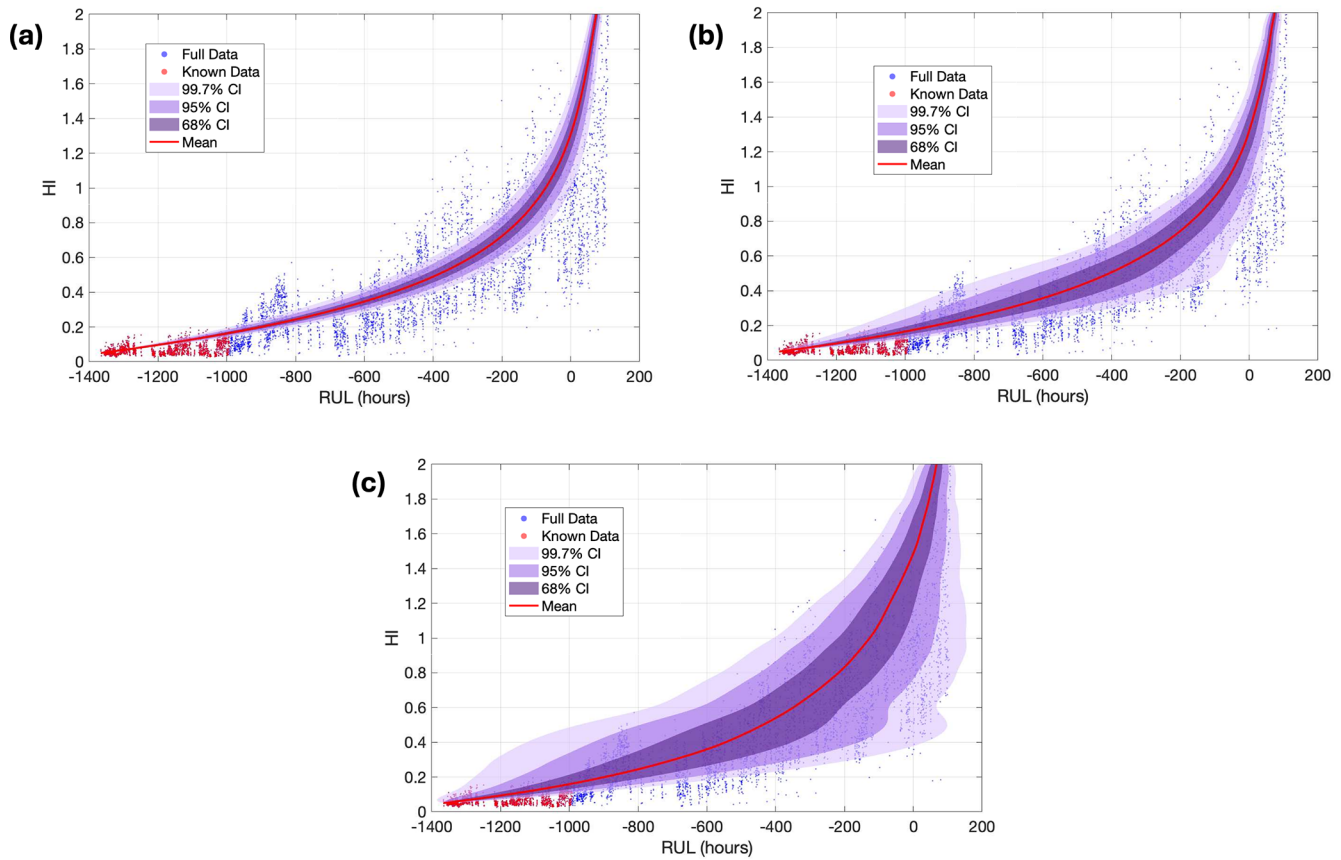 (a)
2
1.8
1.6
1.4
1.2
1
0.8
0.6
0.4
0.2
0
HI
Full Data
Known Data
99.7% CI
95% CI
68% CI
Mean
-1400 -1200 -1000 -800 -600 -400 -200 0 200
RUL (hours)
(b)
2
1.8
1.6
1.4
1.2
1
0.8
0.6
0.4
0.2
0
HI
Full Data
Known Data
99.7% CI
95% CI
68% CI
Mean
-1400 -1200 -1000 -800 -600 -400 -200 0 200
RUL (hours)
(c)
2
1.8
1.6
1.4
1.2
1
0.8
0.6
0.4
0.2
0
HI
Full Data
Known Data
99.7% CI
95% CI
68% CI
Mean
-1400 -1200 -1000 -800 -600 -400 -200 0 200
RUL (hours)